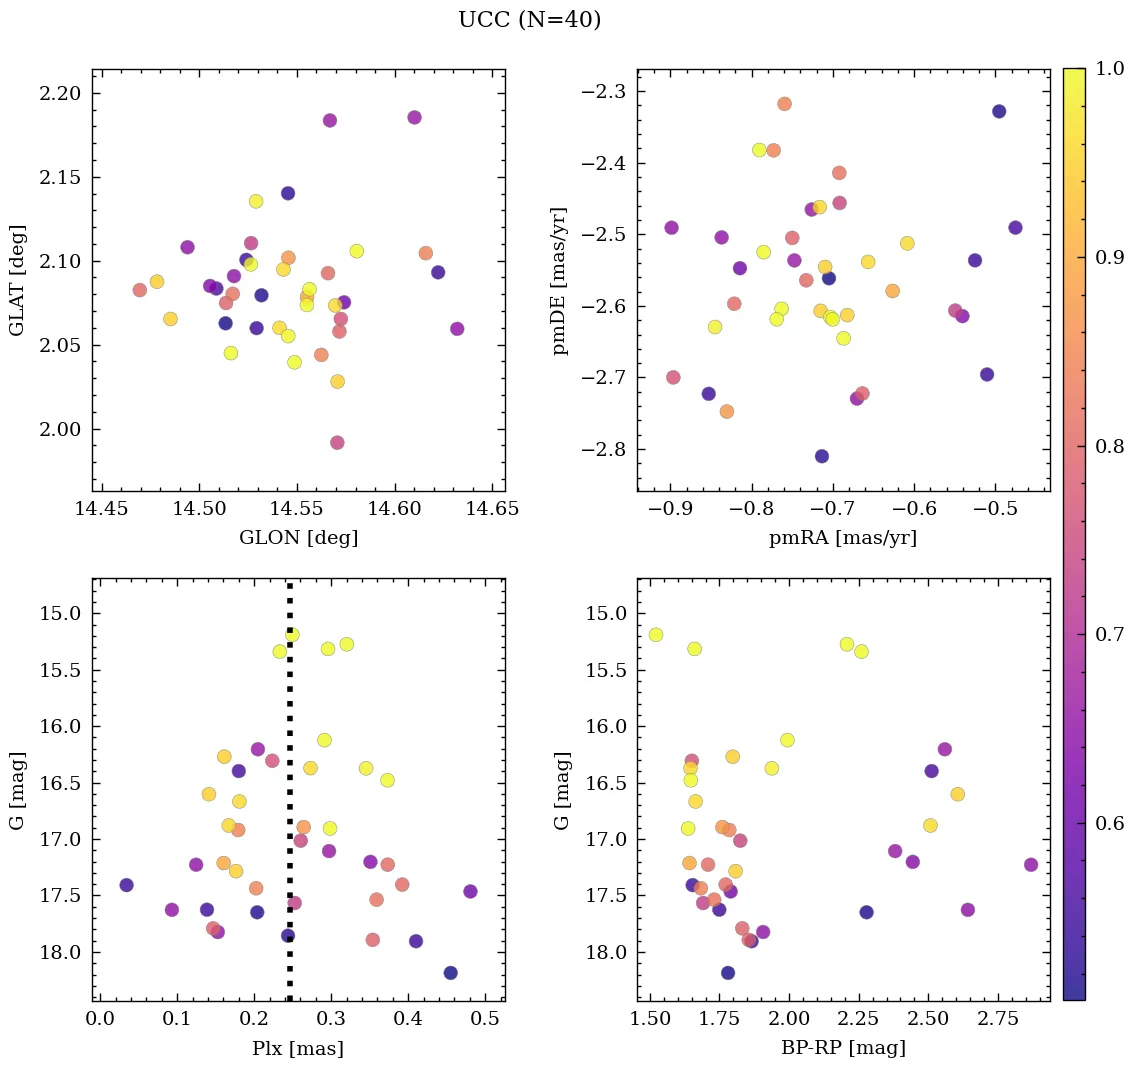 UCC (N=40)
2.20
2.15
2.10
2.05
2.00
GLAT [deg]
14.45 14.50 14.55 14.60 14.65
GLON [deg]
−2.3
−2.4
−2.5
−2.6
−2.7
−2.8
pmDE [mas/yr]
−0.9 −0.8 −0.7 −0.6 −0.5
pmRA [mas/yr]
1.0
0.9
0.8
0.7
0.6
15.0
15.5
16.0
16.5
17.0
17.5
18.0
G [mag]
0.0 0.1 0.2 0.3 0.4 0.5
Plx [mas]
15.0
15.5
16.0
16.5
17.0
17.5
18.0
G [mag]
1.50 1.75 2.00 2.25 2.50 2.75
BP-RP [mag]